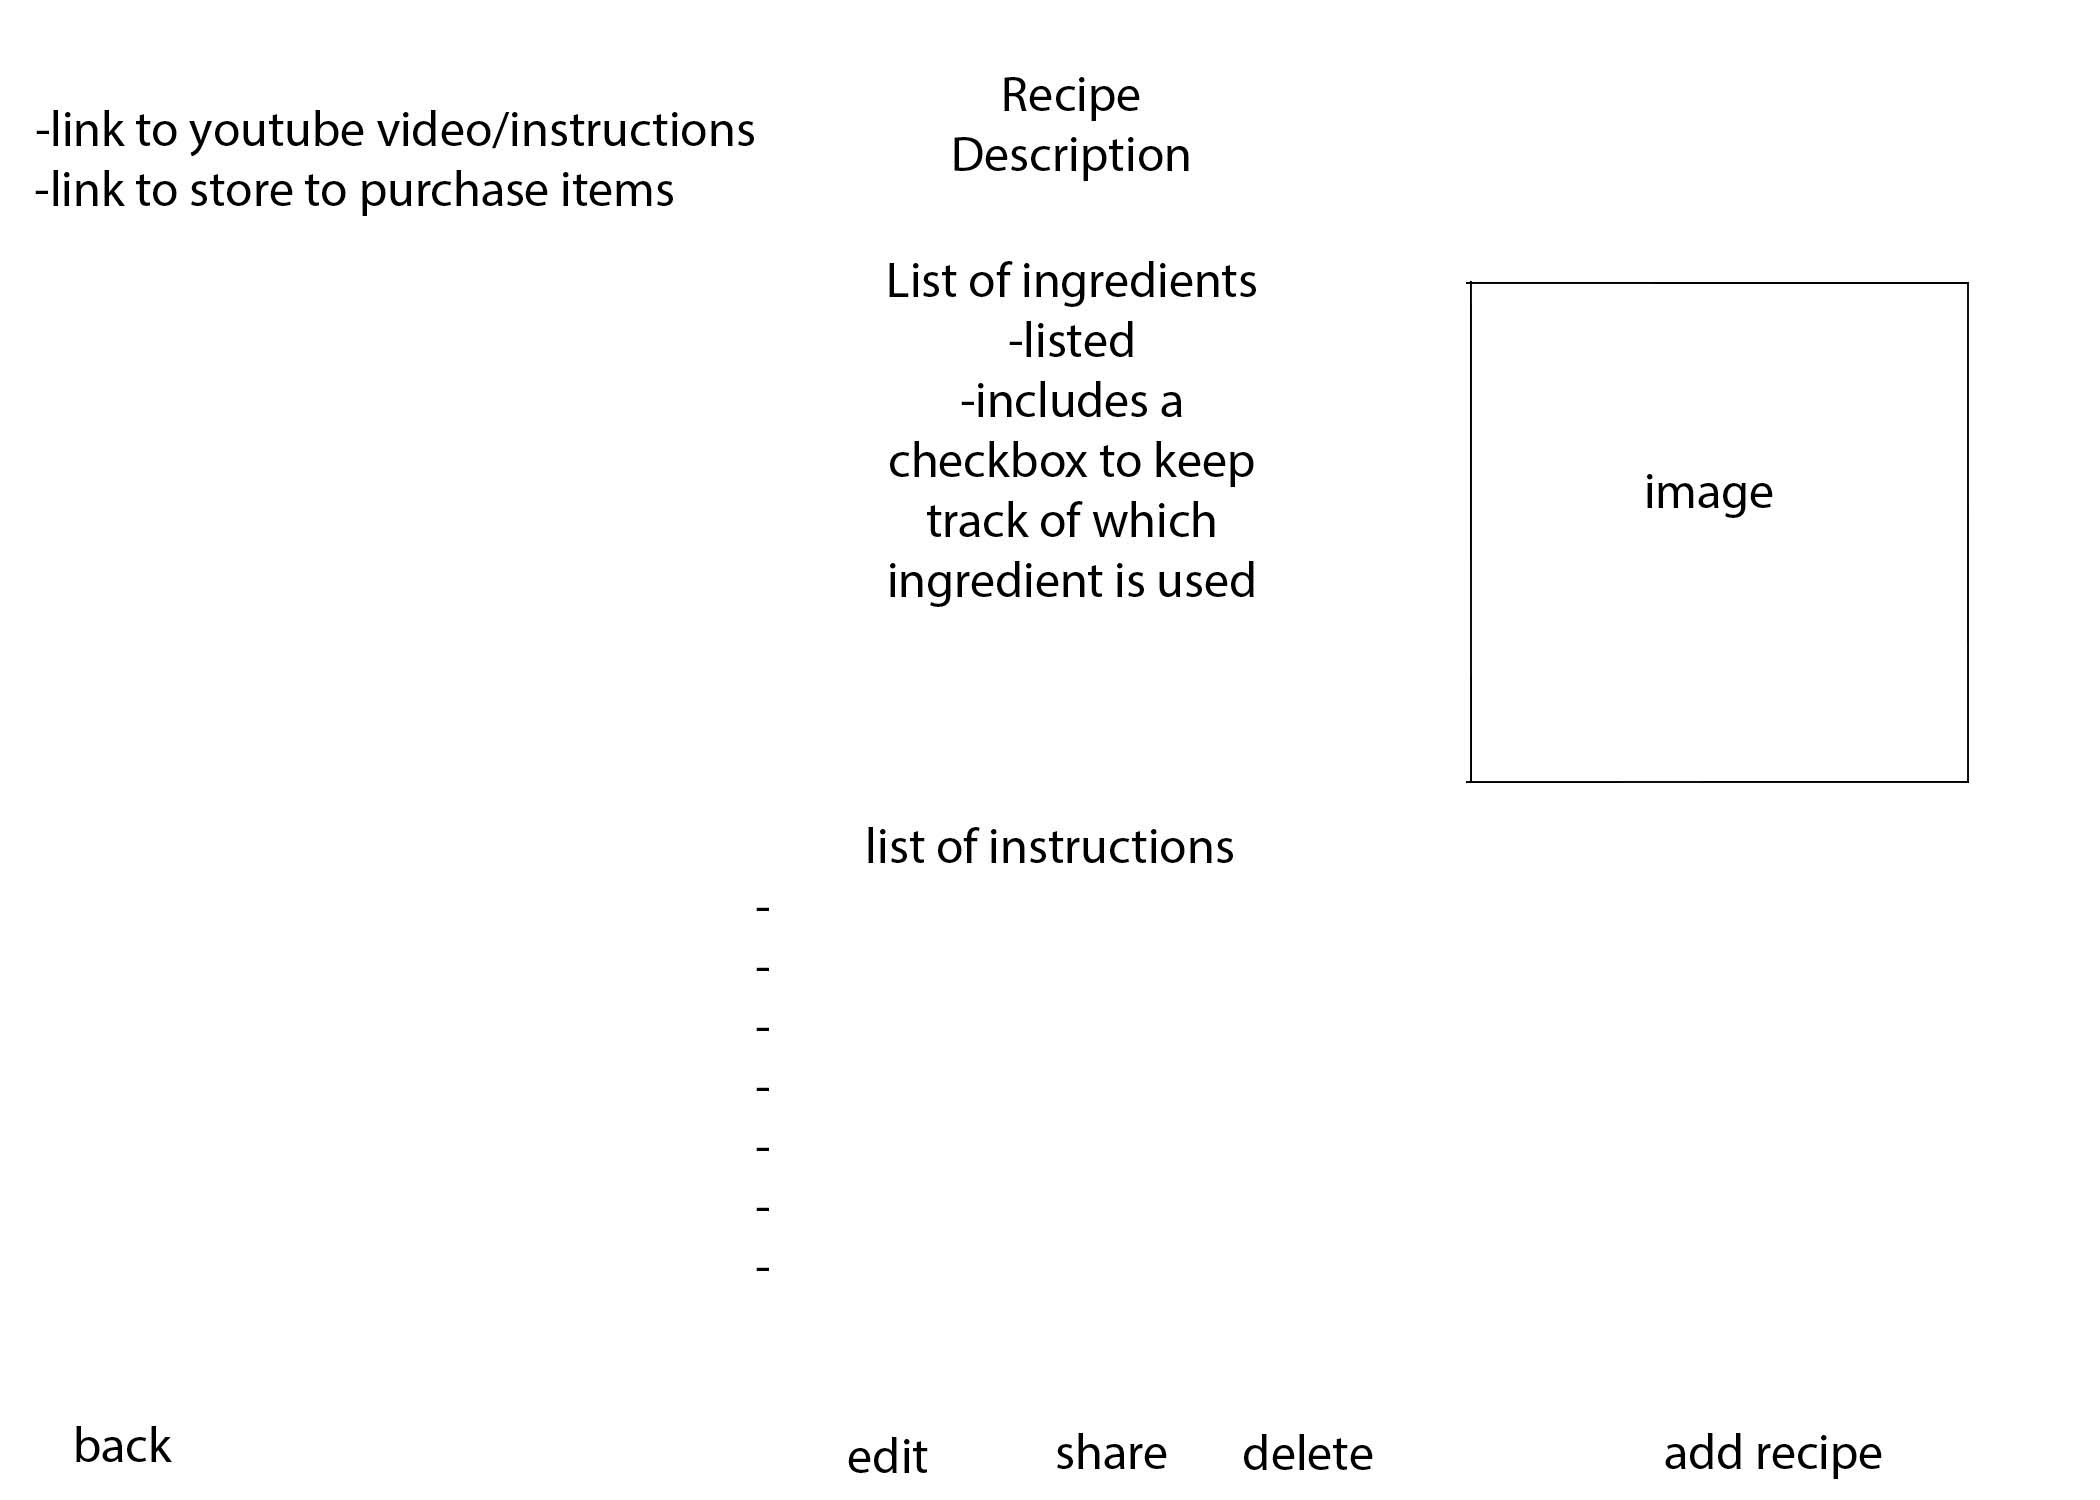 -link to youtube video/instructions
-link to store to purchase items
Recipe
Description
List of ingredients
-listed
-includes a
checkbox to keep
track of which
ingredient is used
image
list of instructions
-
-
-
-
-
-
-
back
edit
share
delete
add recipe